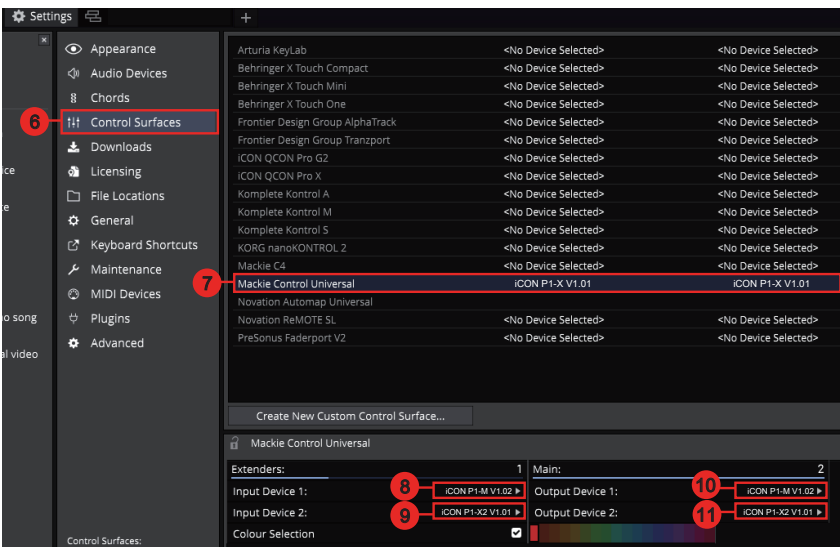 Settings +
Appearance
Audio Devices
Chords
6 Control Surfaces
Downloads
Licensing
File Locations
General
Keyboard Shortcuts
Maintenance
MIDI Devices
Plugins
Advanced
Control Surfaces:
ice
te
no song
al video
Arturia KeyLab <No Device Selected> <No Device Selected>
Behringer X Touch Compact <No Device Selected> <No Device Selected>
Behringer X Touch Mini <No Device Selected> <No Device Selected>
Behringer X Touch One <No Device Selected> <No Device Selected>
Frontier Design Group AlphaTrack <No Device Selected> <No Device Selected>
Frontier Design Group Tranzport <No Device Selected> <No Device Selected>
iCON QCON Pro G2 <No Device Selected> <No Device Selected>
iCON QCON Pro X <No Device Selected> <No Device Selected>
Komplete Kontrol A <No Device Selected> <No Device Selected>
Komplete Kontrol M <No Device Selected> <No Device Selected>
Komplete Kontrol S <No Device Selected> <No Device Selected>
KORG nanoKONTROL 2 <No Device Selected> <No Device Selected>
Mackie C4 <No Device Selected> <No Device Selected>
7 Mackie Control Universal iCON P1-X V1.01 iCON P1-X V1.01
Novation Automap Universal
Novation ReMOTE SL <No Device Selected> <No Device Selected>
PreSonus Faderport V2 <No Device Selected> <No Device Selected>
Create New Custom Control Surface...
Mackie Control Universal
Extenders: 1 Main: 2
Input Device 1: 8 iCON P1-M V1.02 Output Device 1: 10 iCON P1-M V1.02
Input Device 2: 9 iCON P1-X2 V1.01 Output Device 2: 11 iCON P1-X2 V1.01
Colour Selection